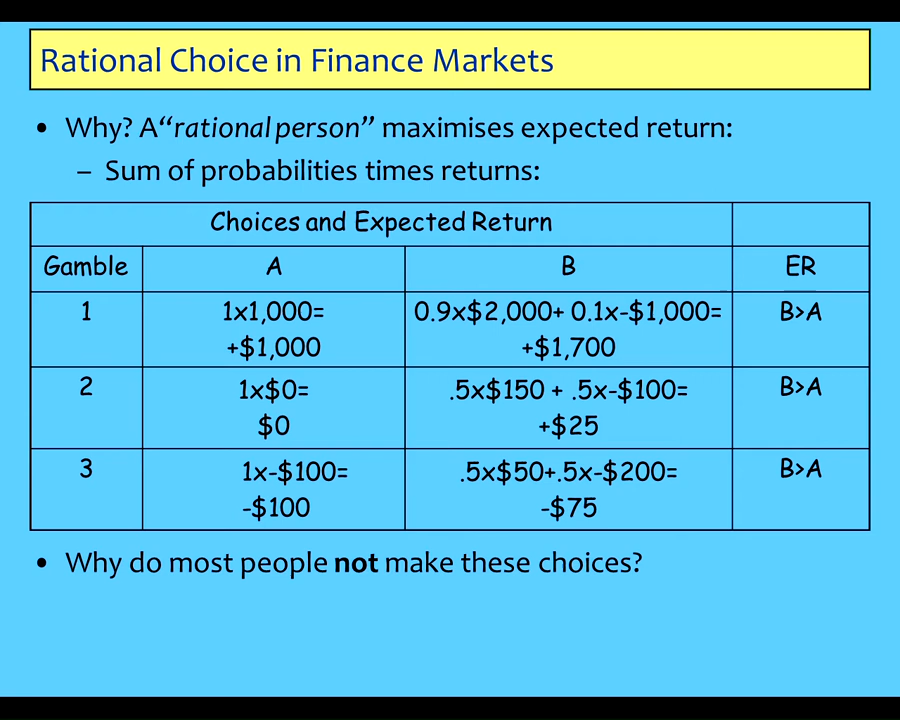 Rational Choice in Finance Markets
• Why? A“rational person” maximises expected return:
– Sum of probabilities times returns:
Choices and Expected Return
Gamble A B ER
1 1x1,000= 0.9x$2,000+ 0.1x-$1,000= B>A
+$1,000 +$1,700
2 1x$0= .5x$150 + .5x-$100= B>A
$0 +$25
3 1x-$100= .5x$50+.5x-$200= B>A
-$100 -$75
• Why do most people not make these choices?